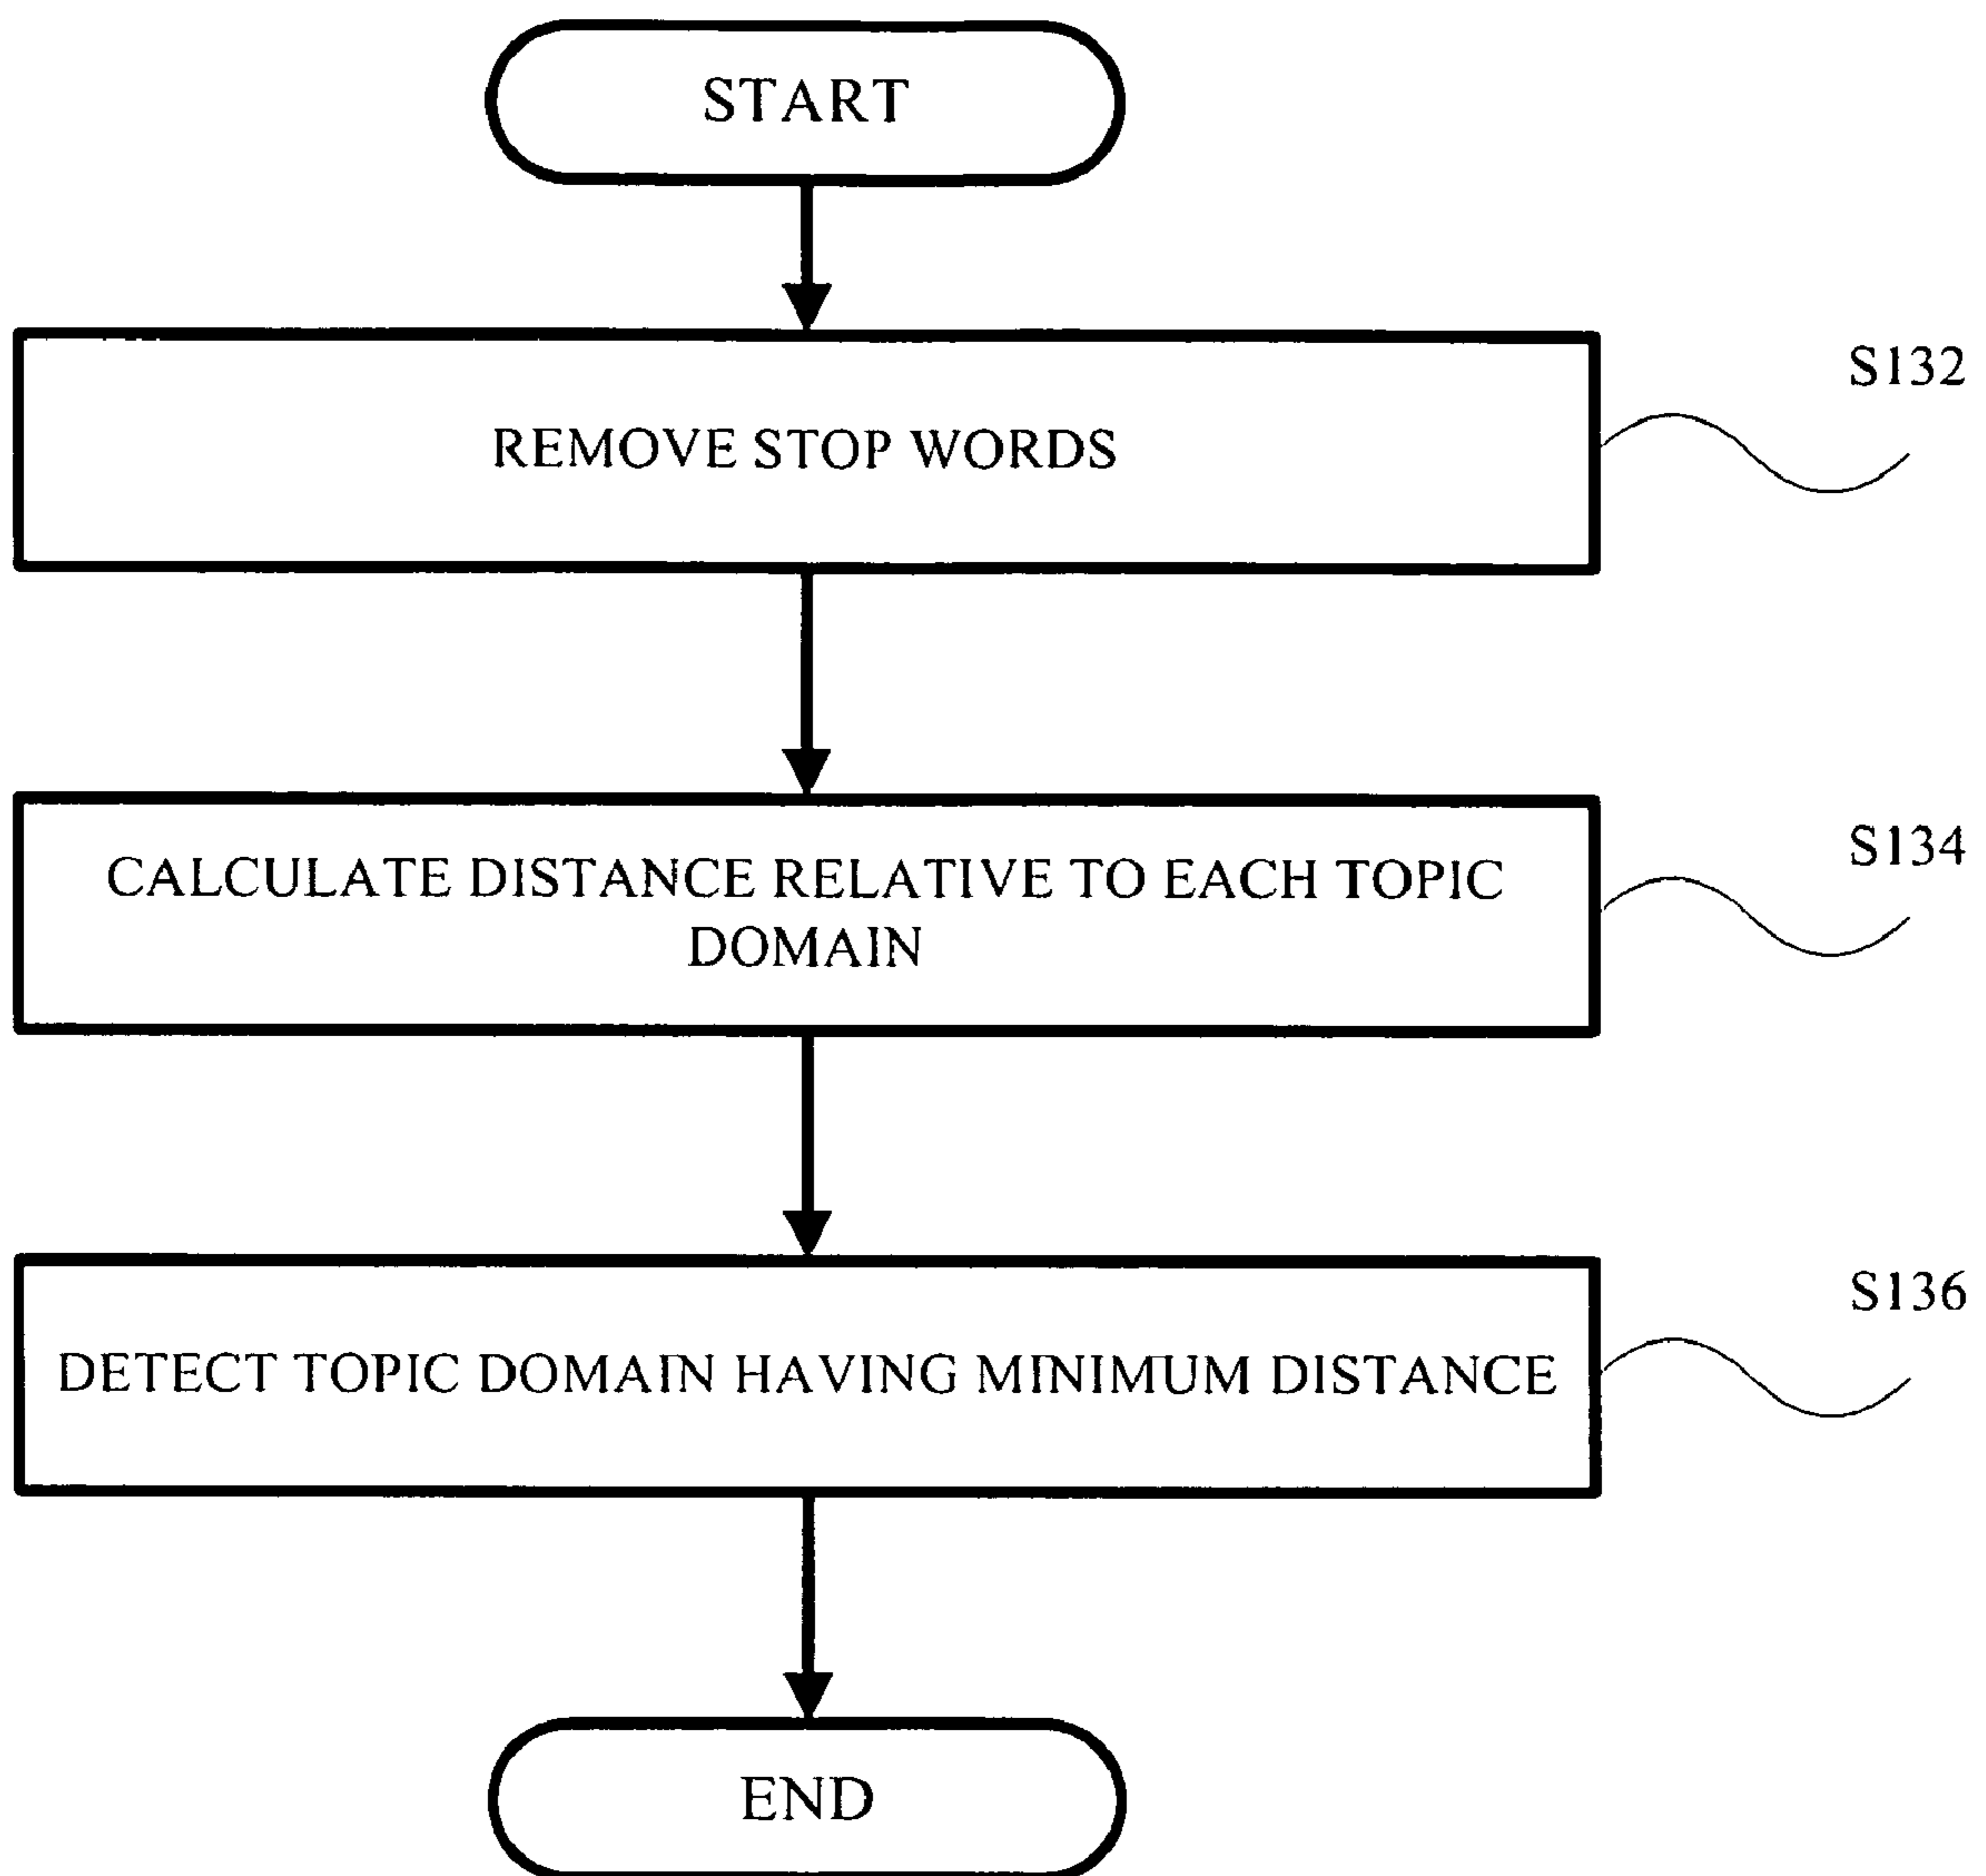 START
S132
REMOVE STOP WORDS
S134
CALCULATE DISTANCE RELATIVE TO EACH TOPIC
DOMAIN
S136
DETECT TOPIC DOMAIN HAVING MINIMUM DISTANCE
END